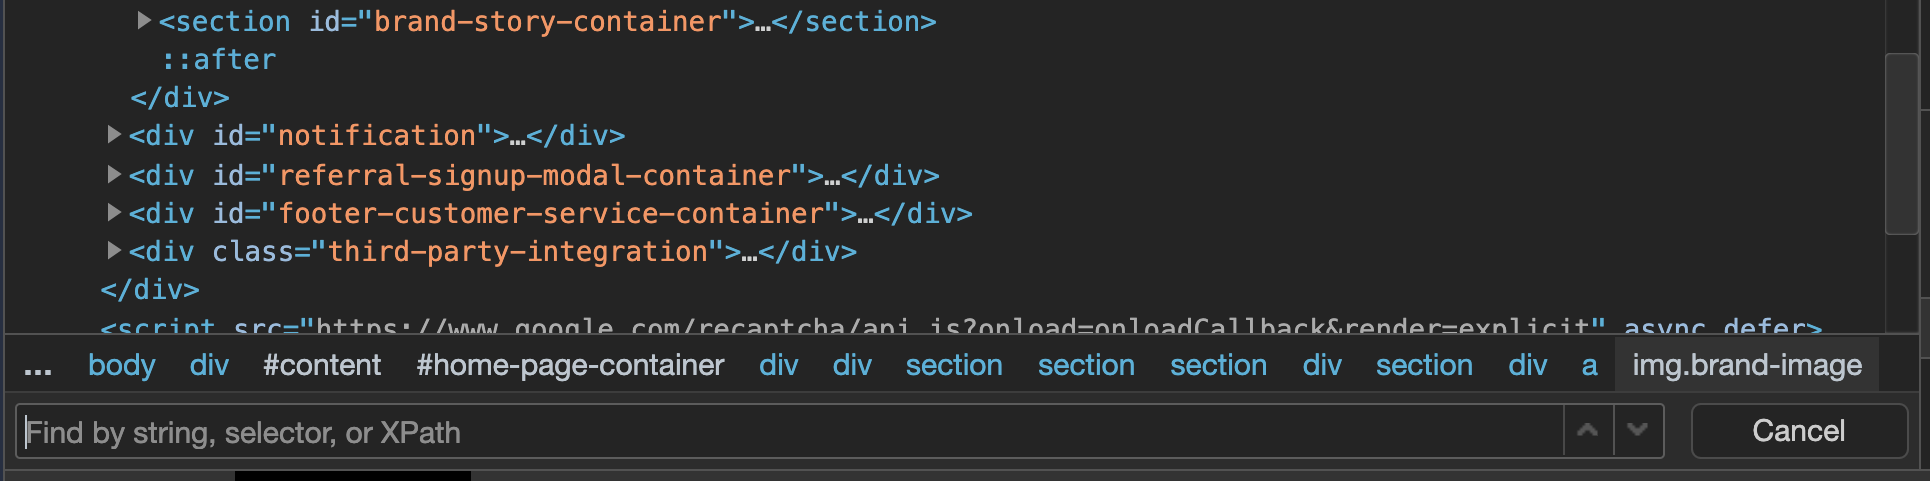 <section id="brand-story-container">…</section>
::after
</div>
<div id="notification">…</div>
<div id="referral-signup-modal-container">…</div>
<div id="footer-customer-service-container">…</div>
<div class="third-party-integration">…</div>
</div>
<script src="https://www.google.com/recaptcha/api.js?onload=onloadCallback&render=explicit" async defer>
... body div #content #home-page-container div div section section section div section div a img.brand-image
Find by string, selector, or XPath Cancel